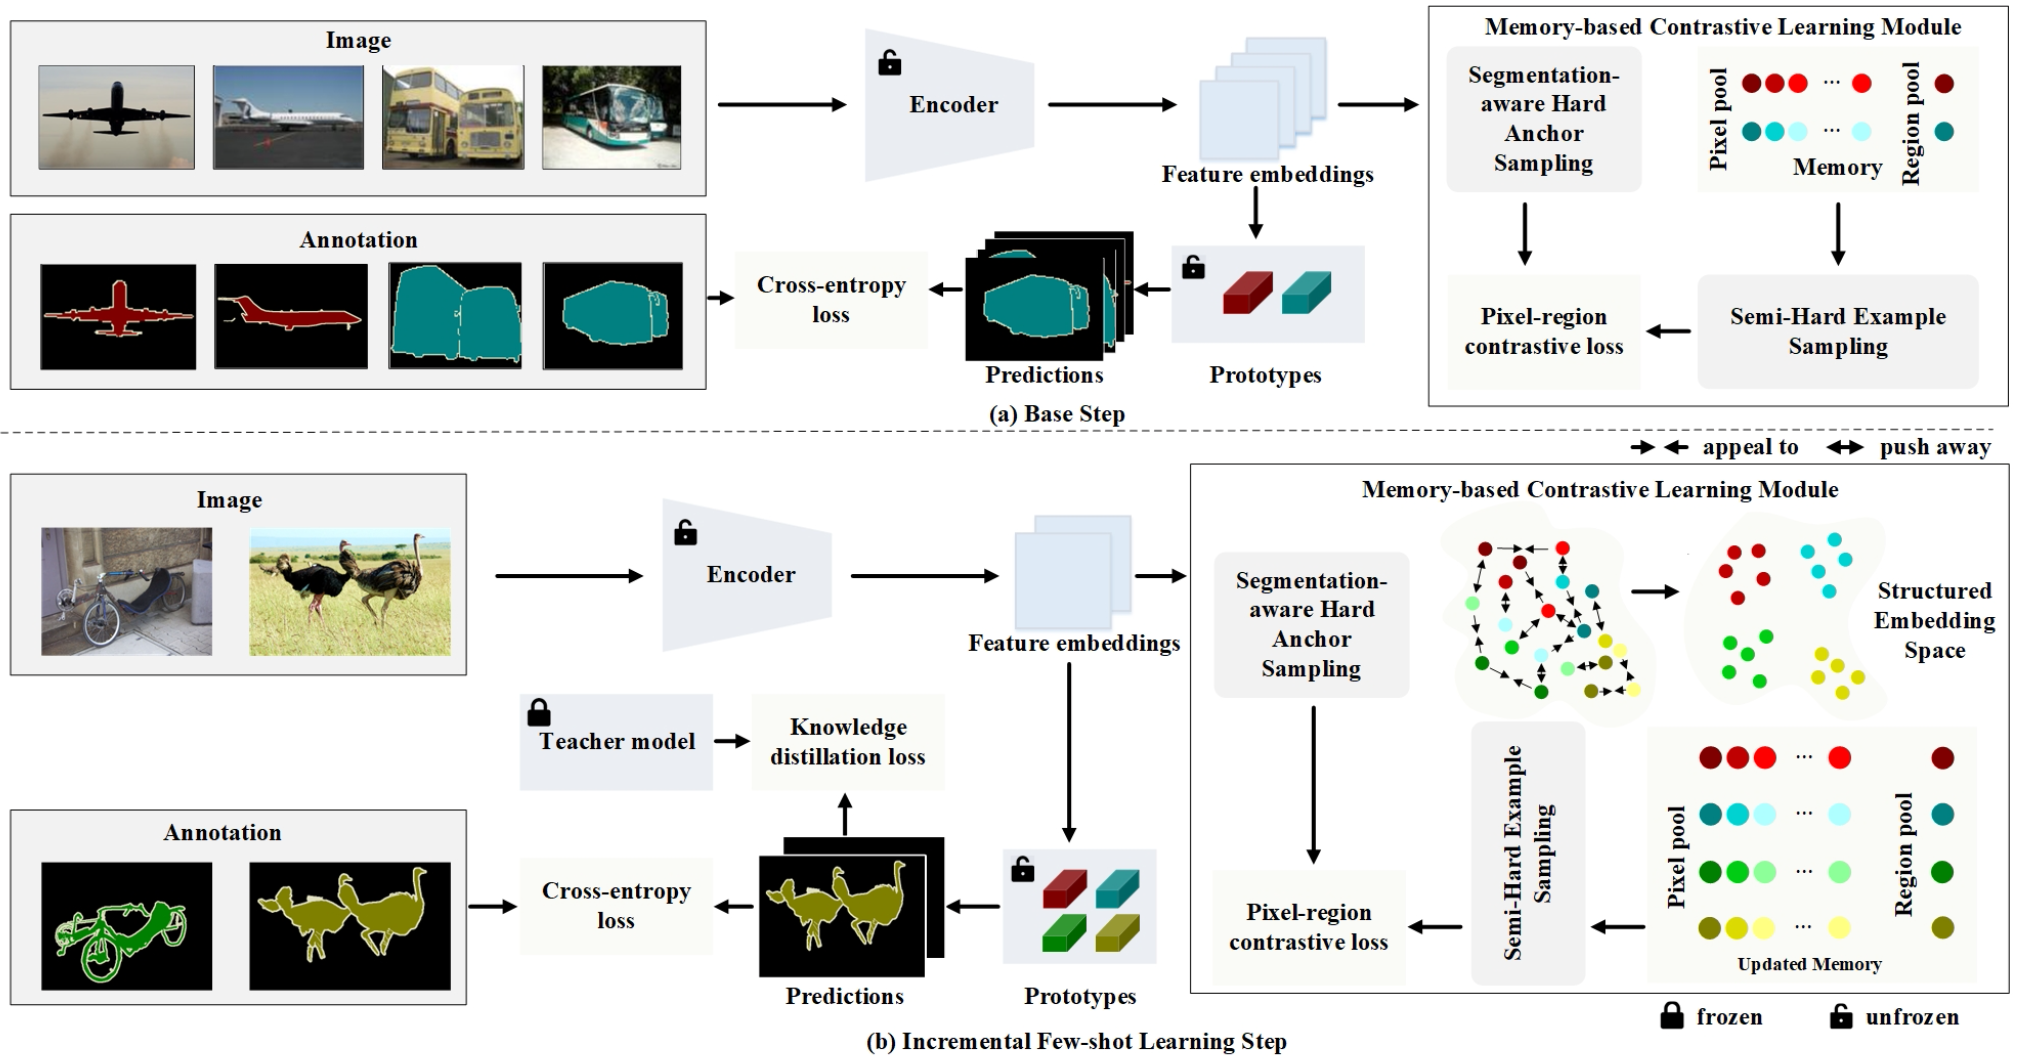 Image
Encoder
Feature embeddings
Memory-based Contrastive Learning Module
Segmentation-
aware Hard
Anchor
Sampling
Pixel pool
...
...
Memory
Region pool
Annotation
Cross-entropy
loss
Predictions
Prototypes
Pixel-region
contrastive loss
Semi-Hard Example
Sampling
(a) Base Step
appeal to
push away
Image
Encoder
Feature embeddings
Memory-based Contrastive Learning Module
Segmentation-
aware Hard
Anchor
Sampling
Structured
Embedding
Space
Teacher model
Knowledge
distillation loss
Annotation
Cross-entropy
loss
Predictions
Prototypes
Pixel-region
contrastive loss
Semi-Hard Example
Sampling
Pixel pool
...
...
...
...
Region pool
Updated Memory
frozen
unfrozen
(b) Incremental Few-shot Learning Step